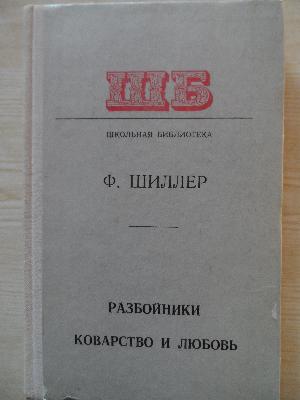 ШБ
ШКОЛЬНАЯ БИБЛИОТЕКА
Ф. ШИЛЛЕР
РАЗБОЙНИКИ
КОВАРСТВО И ЛЮБОВЬ